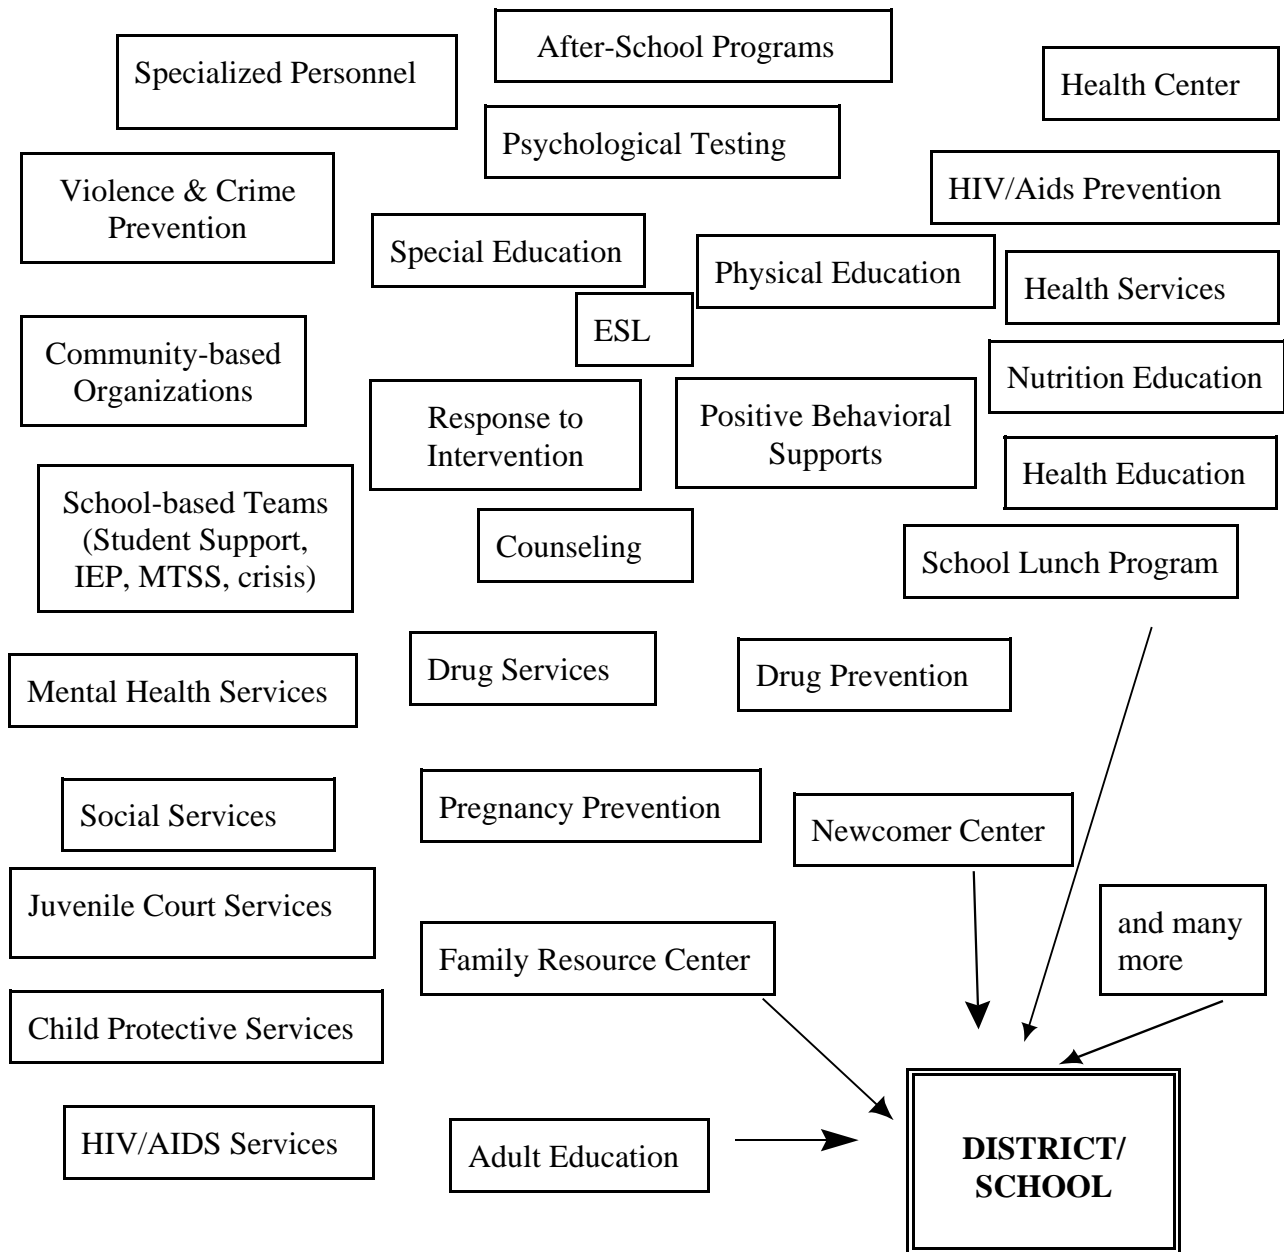 After-School Programs
Specialized Personnel
Health Center
Psychological Testing
Violence & Crime
Prevention
HIV/Aids Prevention
Special Education
Physical Education
Health Services
ESL
Community-based
Organizations
Nutrition Education
Response to
Intervention
Positive Behavioral
Supports
Health Education
School-based Teams
(Student Support,
IEP, MTSS, crisis)
Counseling
School Lunch Program
Drug Services
Drug Prevention
Mental Health Services
Social Services
Pregnancy Prevention
Newcomer Center
Juvenile Court Services
and many
more
Family Resource Center
Child Protective Services
HIV/AIDS Services
Adult Education
DISTRICT/
SCHOOL